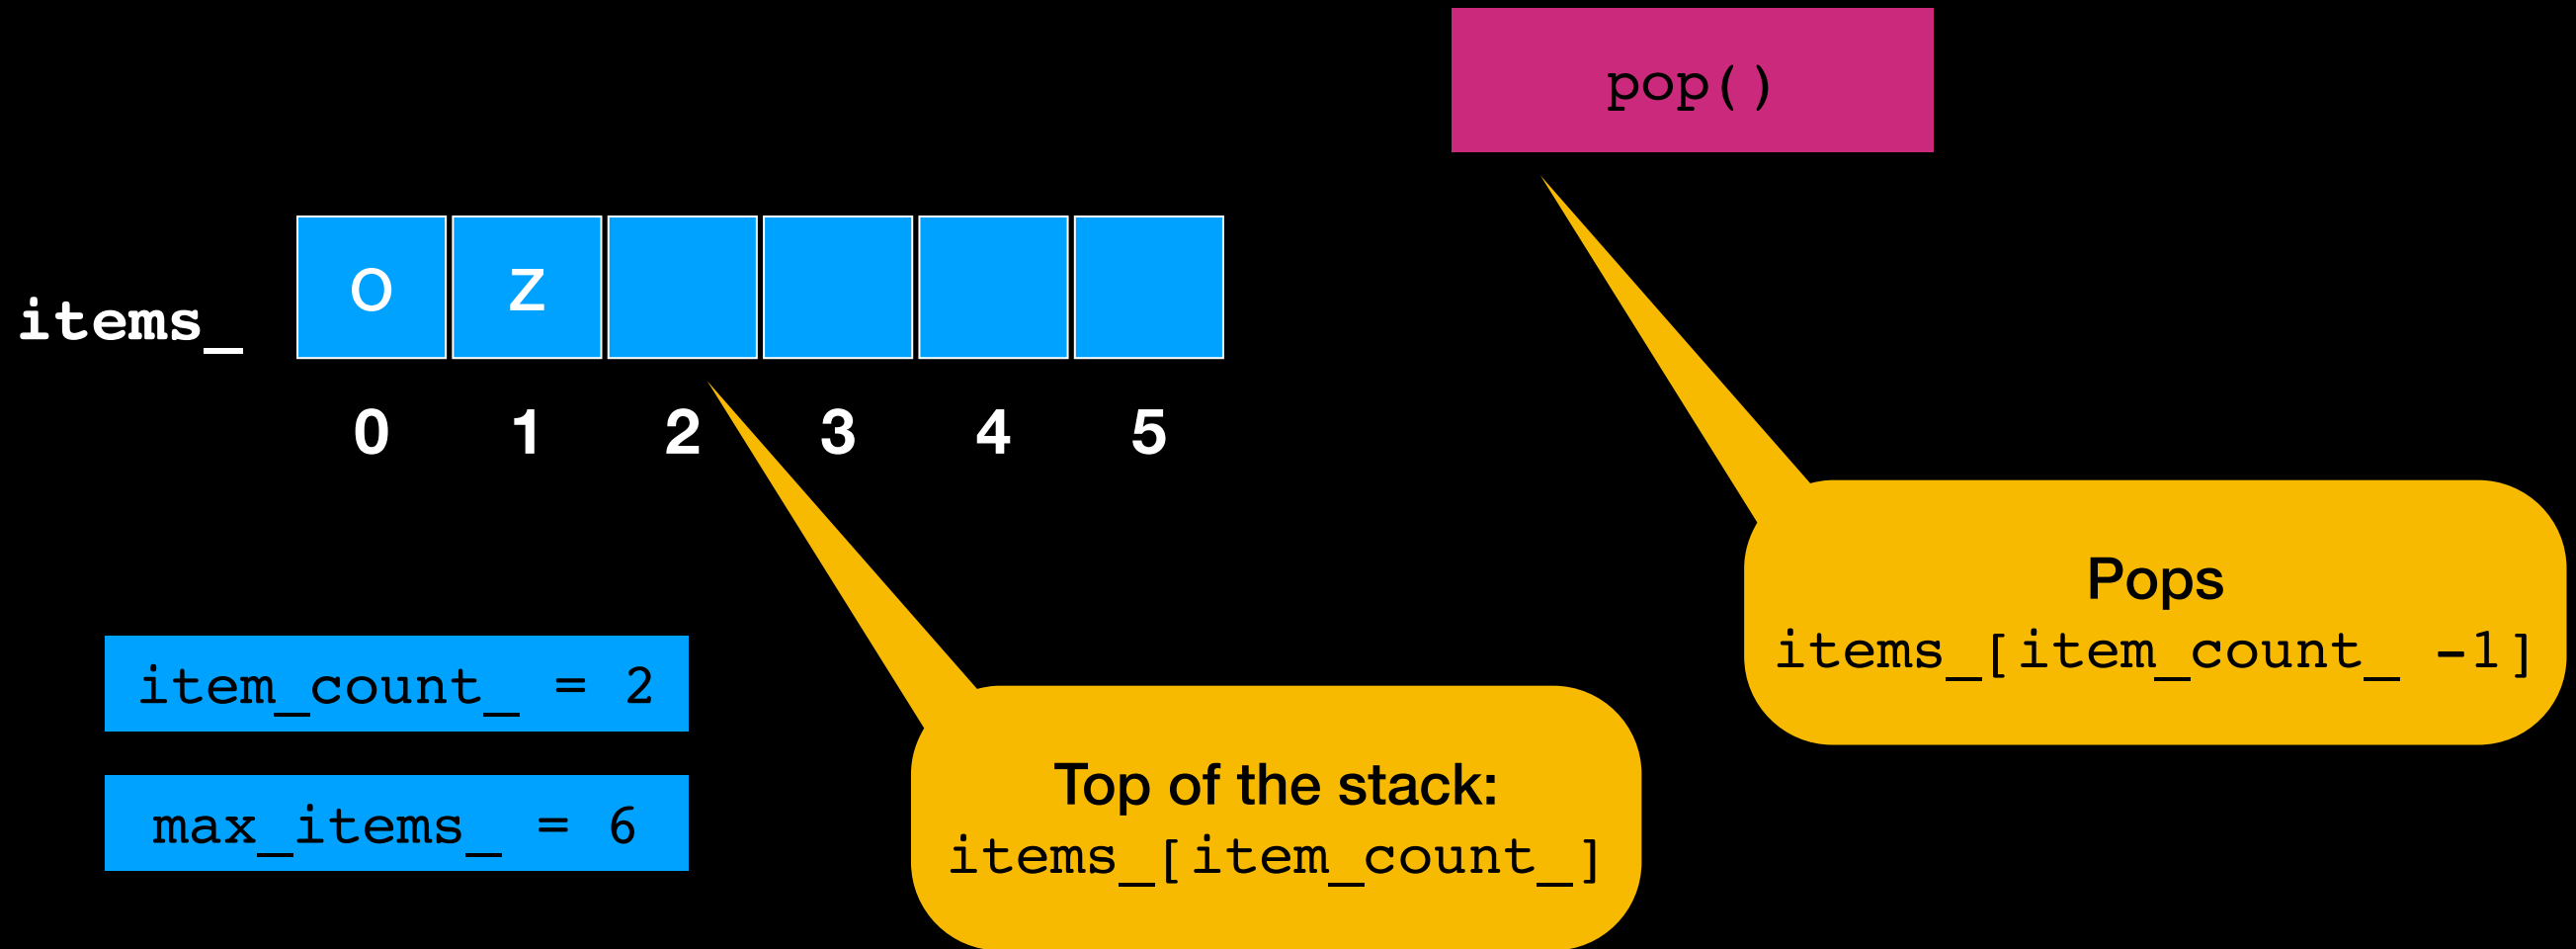 pop()
items_
O Z
0 1 2 3 4 5
Pops
items_[item_count_ -1]
item_count_ = 2
Top of the stack:
items_[item_count_]
max_items_ = 6